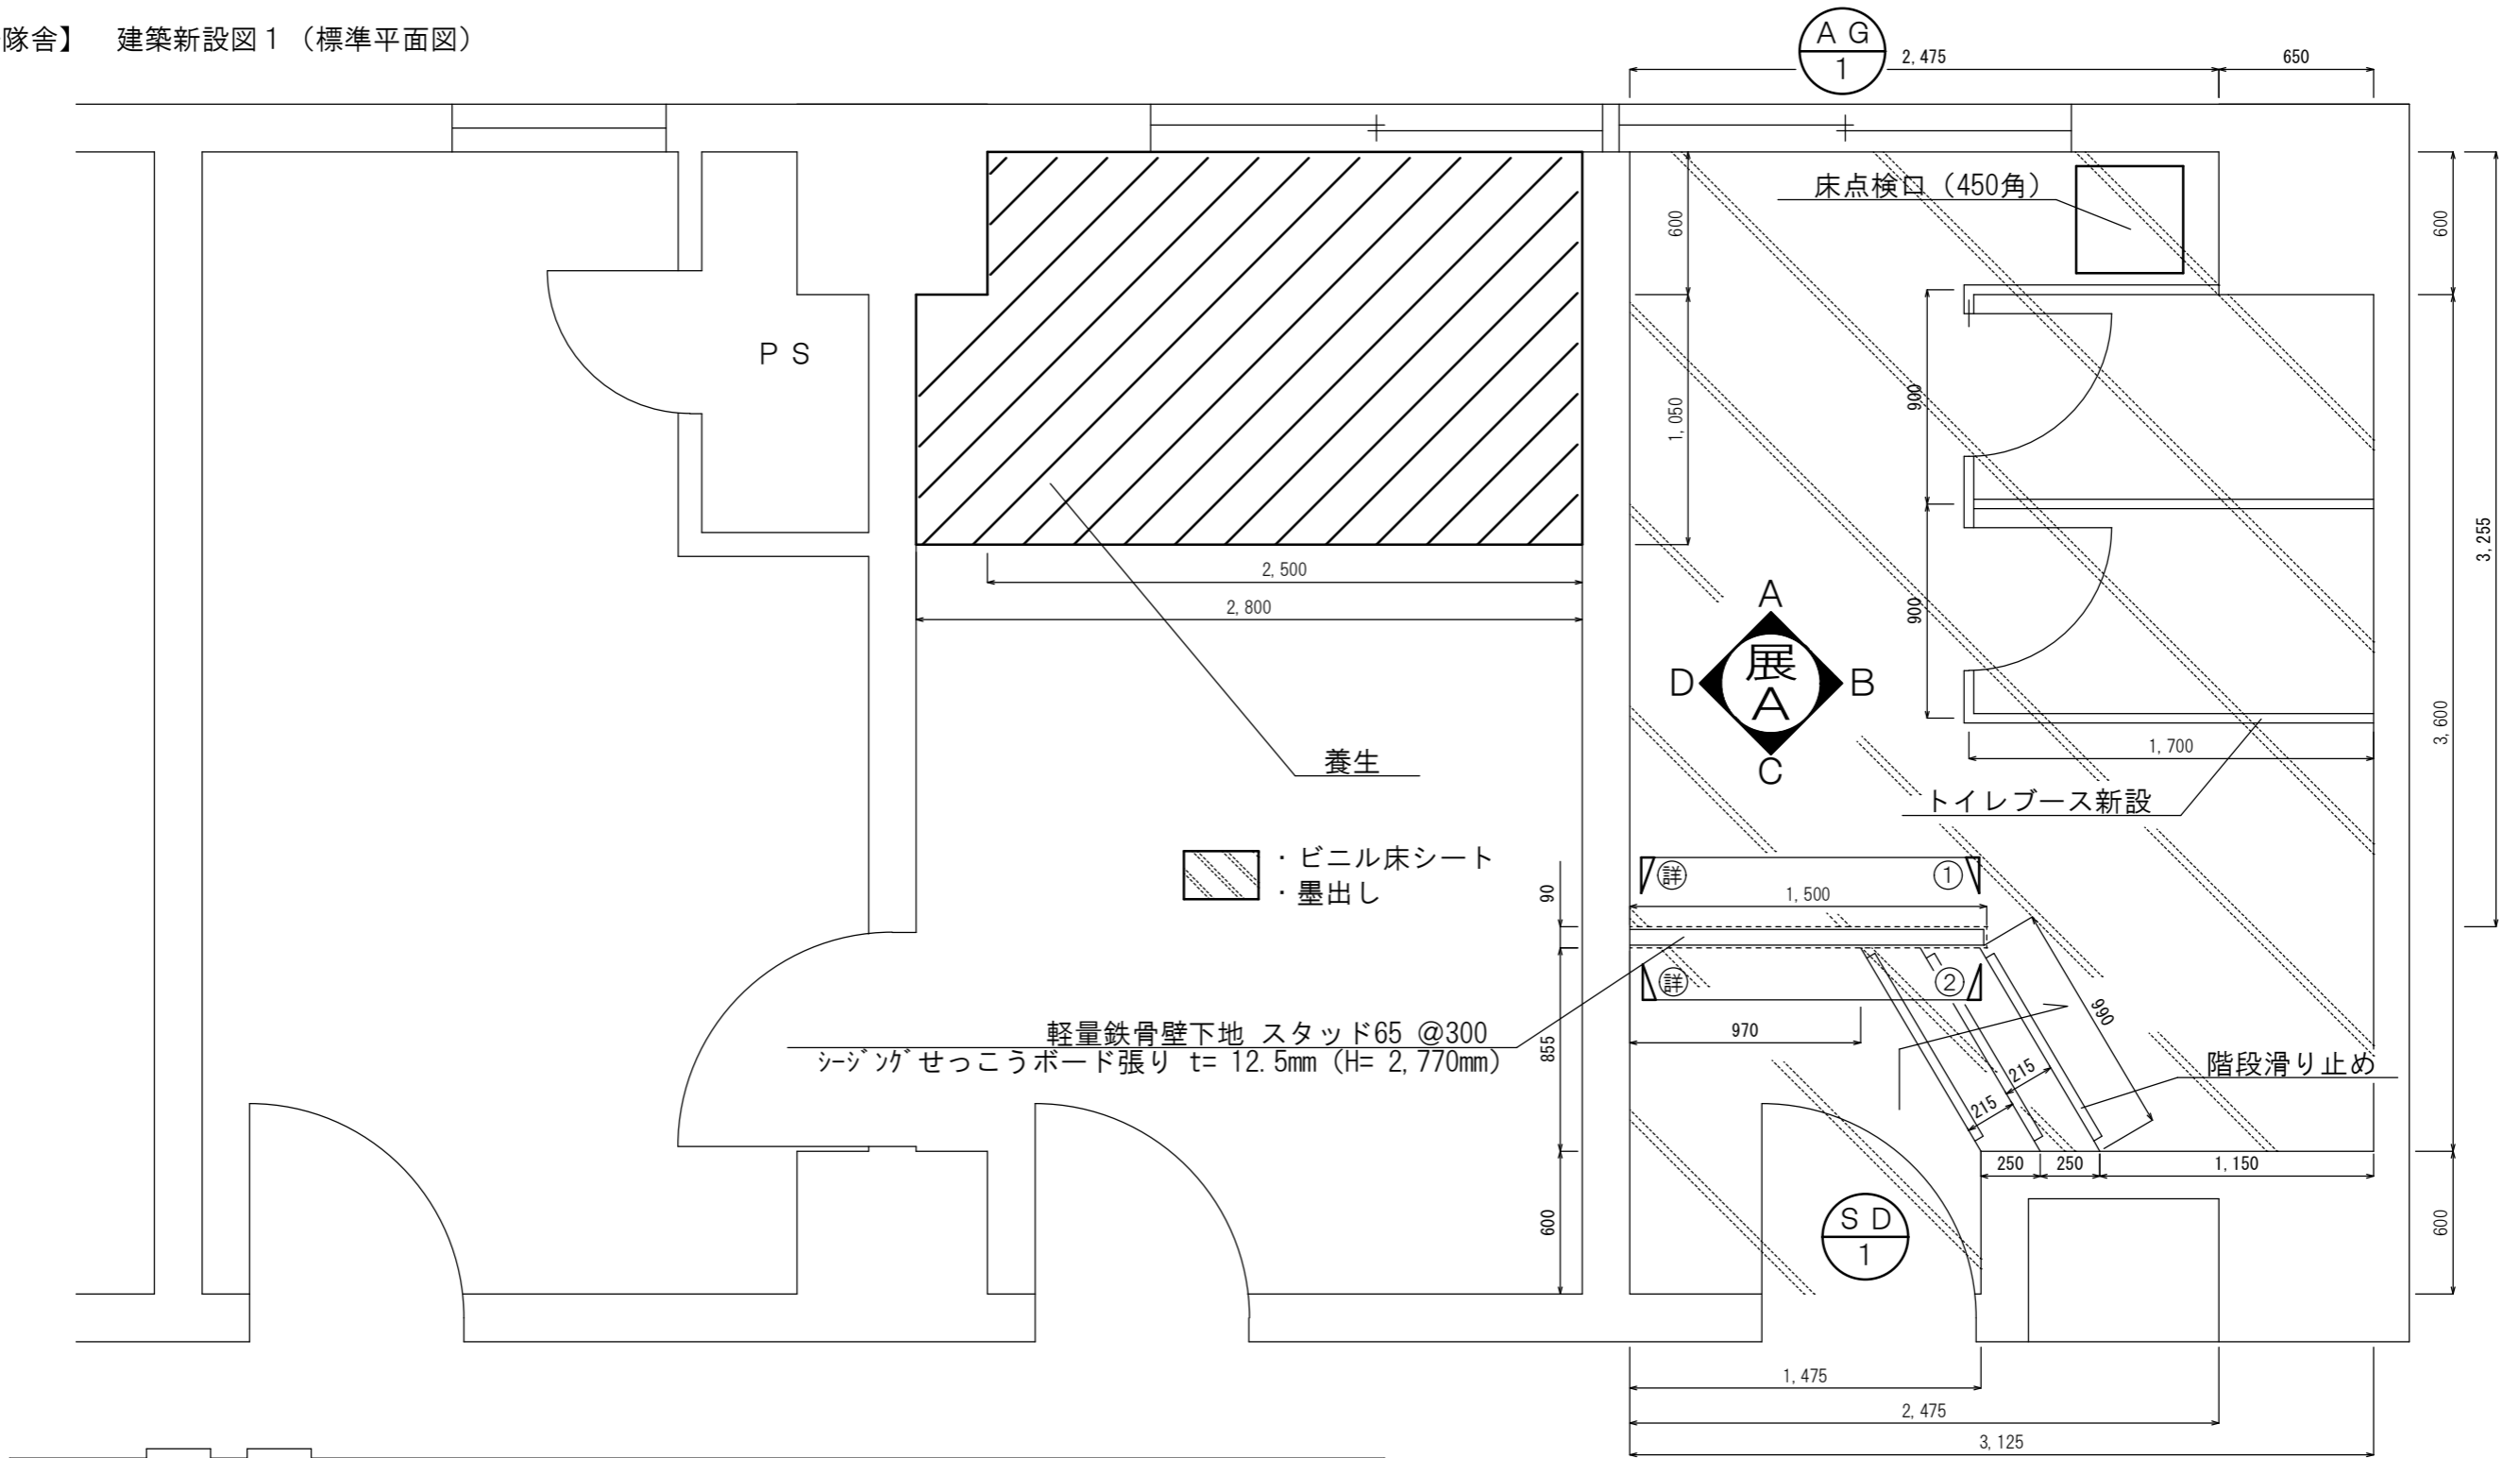 隊舎】 建築新設図１（標準平面図）
ＡＧ
1
2,475
650
床点検口（450角）
600
600
ＰＳ
900
1,050
3,255
2,500
2,800
900
A
展
D
B
A
C
3,600
1,700
養生
トイレブース新設
・ビニル床シート
・墨出し
90
詳
①
1,500
詳
②
990
970
軽量鉄骨壁下地 スタッド65 @300
ｼｰｼﾞﾝｸﾞせっこうボード張り t= 12.5mm (H= 2,770mm)
855
215
215
階段滑り止め
250
250
1,150
600
ＳＤ
1
600
1,475
2,475
3,125